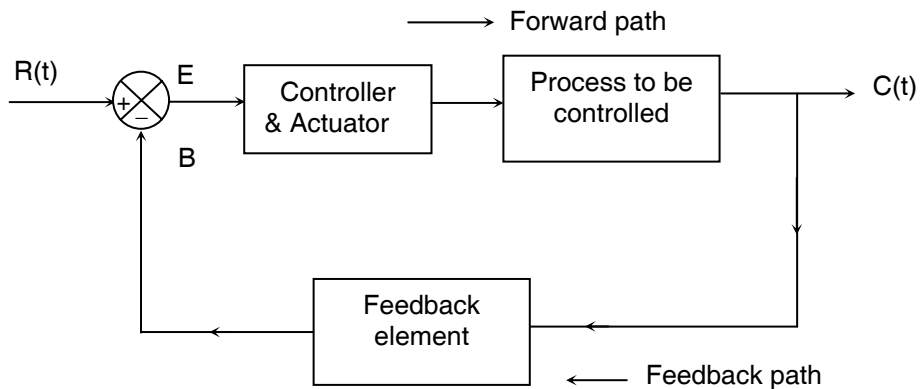 Forward path
R(t)
E
Controller
& Actuator
Process to be
controlled
C(t)
+
−
B
Feedback
element
Feedback path